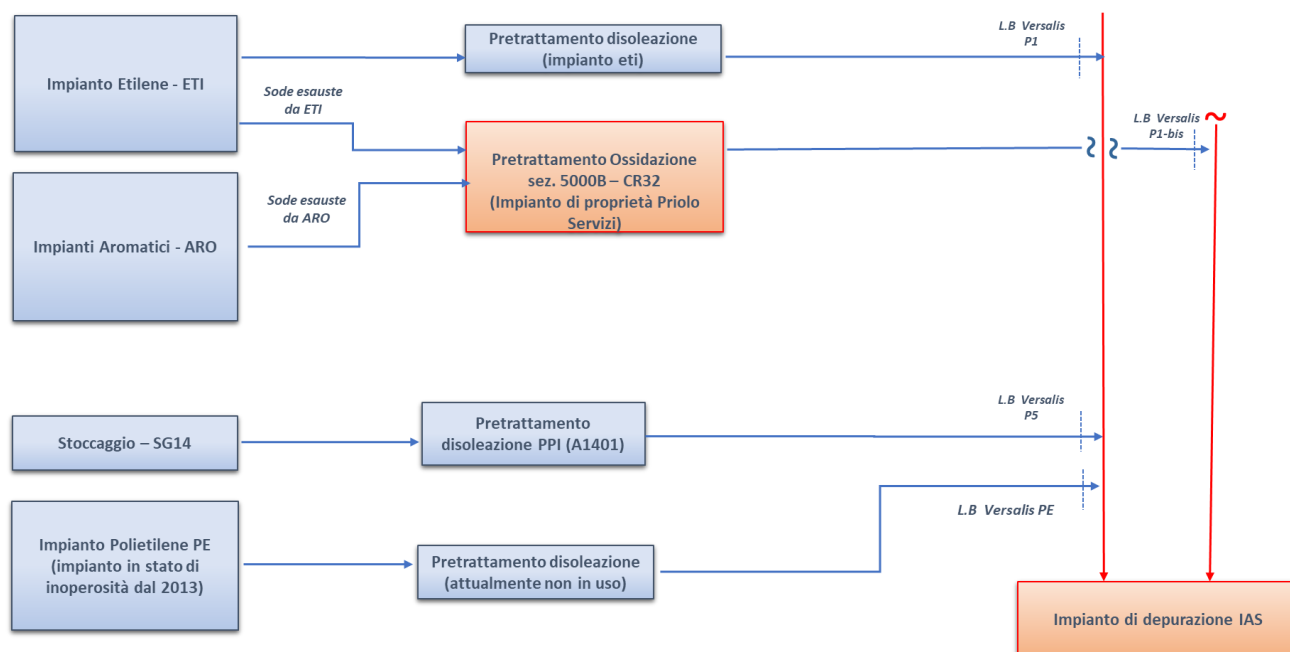 Impianto Etilene - ETI
Pretrattamento disoleazione
(impianto eti)
L.B Versalis
P1
Sode esauste
da ETI
Pretrattamento Ossidazione
sez. 5000B – CR32
(Impianto di proprietà Priolo
Servizi)
L.B Versalis
P1-bis
Impianti Aromatici - ARO
Sode esauste
da ARO
Stoccaggio – SG14
Pretrattamento
disoleazione PPI (A1401)
L.B Versalis
P5
Impianto Polietilene PE
(impianto in stato di
inoperosità dal 2013)
Pretrattamento disoleazione
(attualmente non in uso)
L.B Versalis PE
Impianto di depurazione IAS